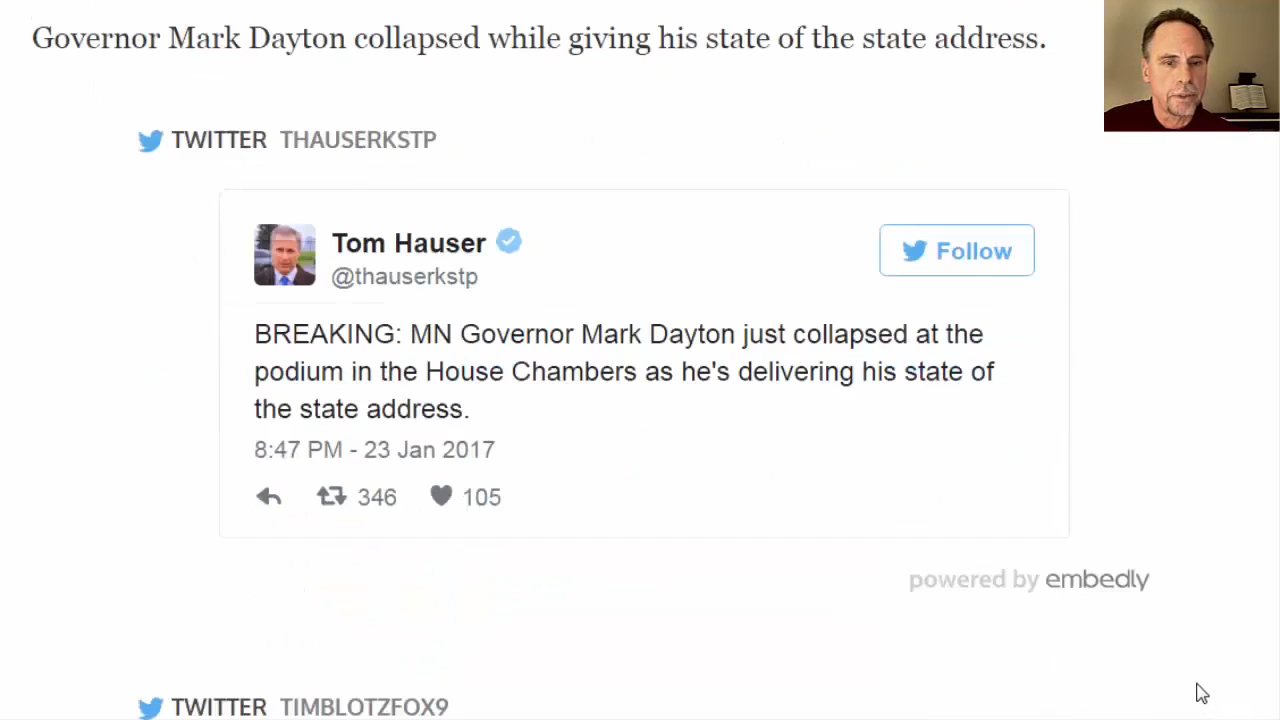 Governor Mark Dayton collapsed while giving his state of the state address.
TWITTER THAUSERKSTP
Tom Hauser
@thauserkstp
Follow
BREAKING: MN Governor Mark Dayton just collapsed at the
podium in the House Chambers as he's delivering his state of
the state address.
8:47 PM - 23 Jan 2017
346 105
powered by embedly
TWITTER TIMBLOTZFOX9